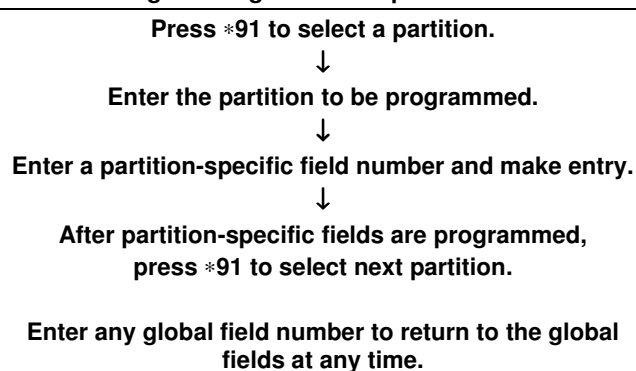 Press ∗91 to select a partition.
↓
Enter the partition to be programmed.
↓
Enter a partition-specific field number and make entry.
↓
After partition-specific fields are programmed,
press ∗91 to select next partition.
Enter any global field number to return to the global
fields at any time.